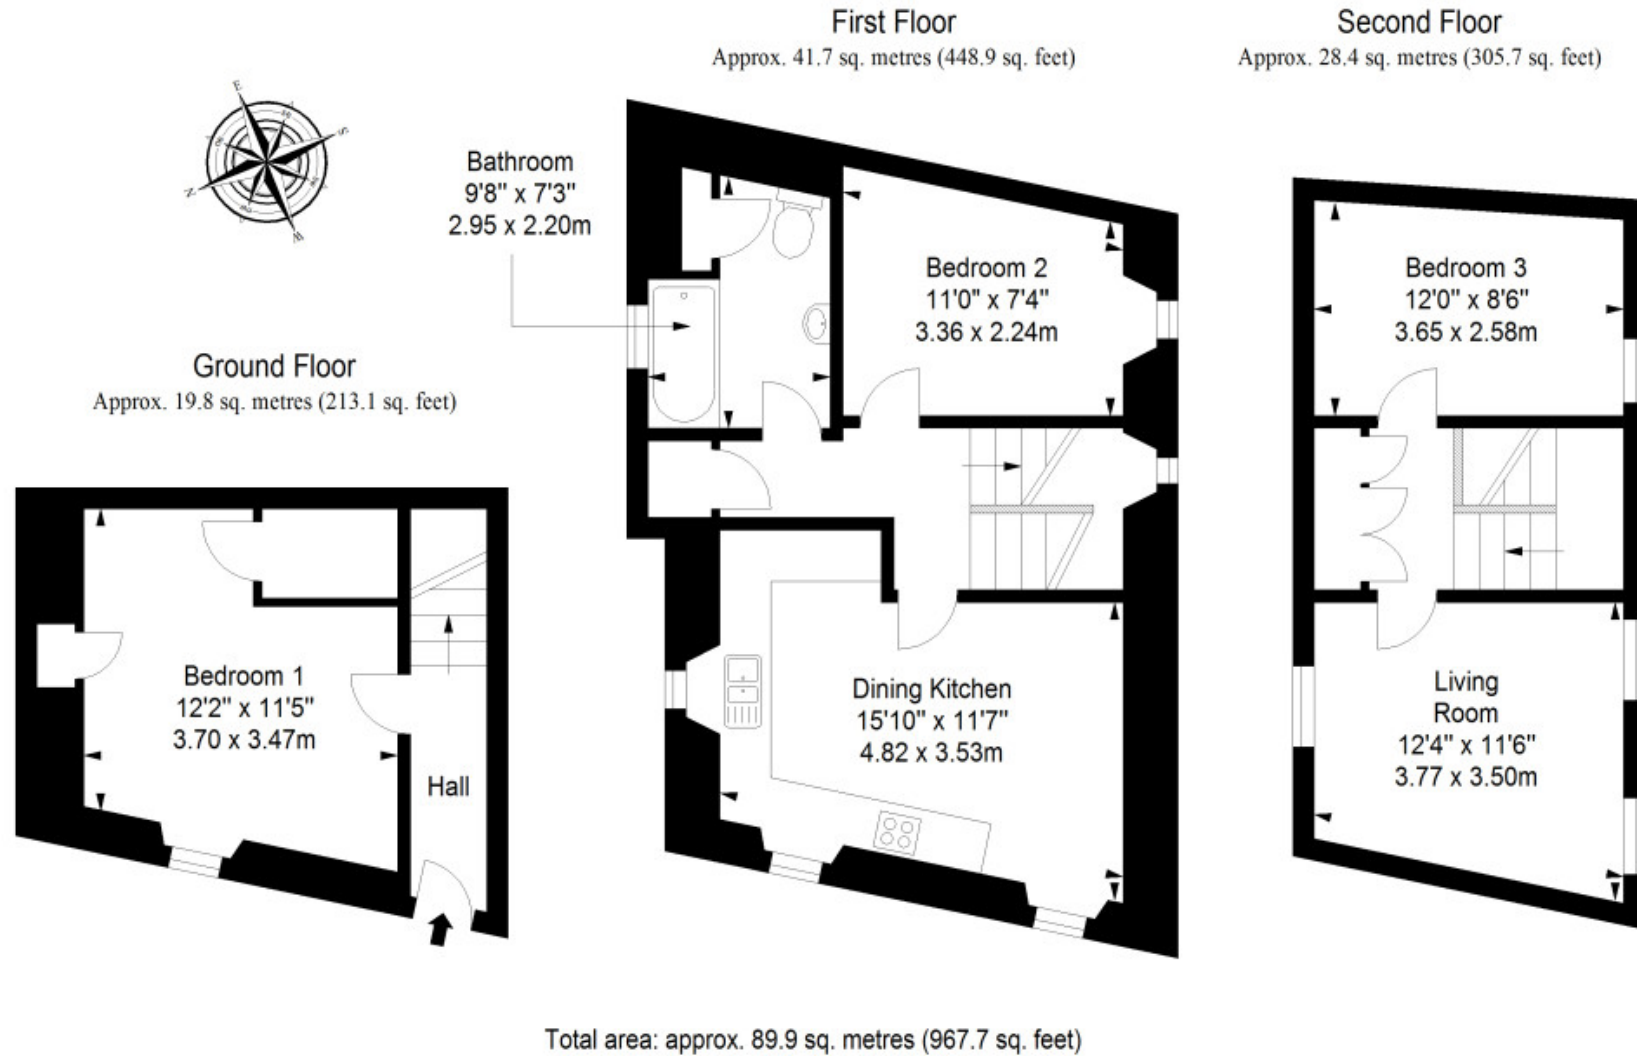 First Floor
Approx. 41.7 sq. metres (448.9 sq. feet)
Second Floor
Approx. 28.4 sq. metres (305.7 sq. feet)
E
S
N
W
Bathroom
9'8" x 7'3"
2.95 x 2.20m
Bedroom 2
11'0" x 7'4"
3.36 x 2.24m
Bedroom 3
12'0" x 8'6"
3.65 x 2.58m
Ground Floor
Approx. 19.8 sq. metres (213.1 sq. feet)
Bedroom 1
12'2" x 11'5"
3.70 x 3.47m
Hall
Dining Kitchen
15'10" x 11'7"
4.82 x 3.53m
Living
Room
12'4" x 11'6"
3.77 x 3.50m
Total area: approx. 89.9 sq. metres (967.7 sq. feet)